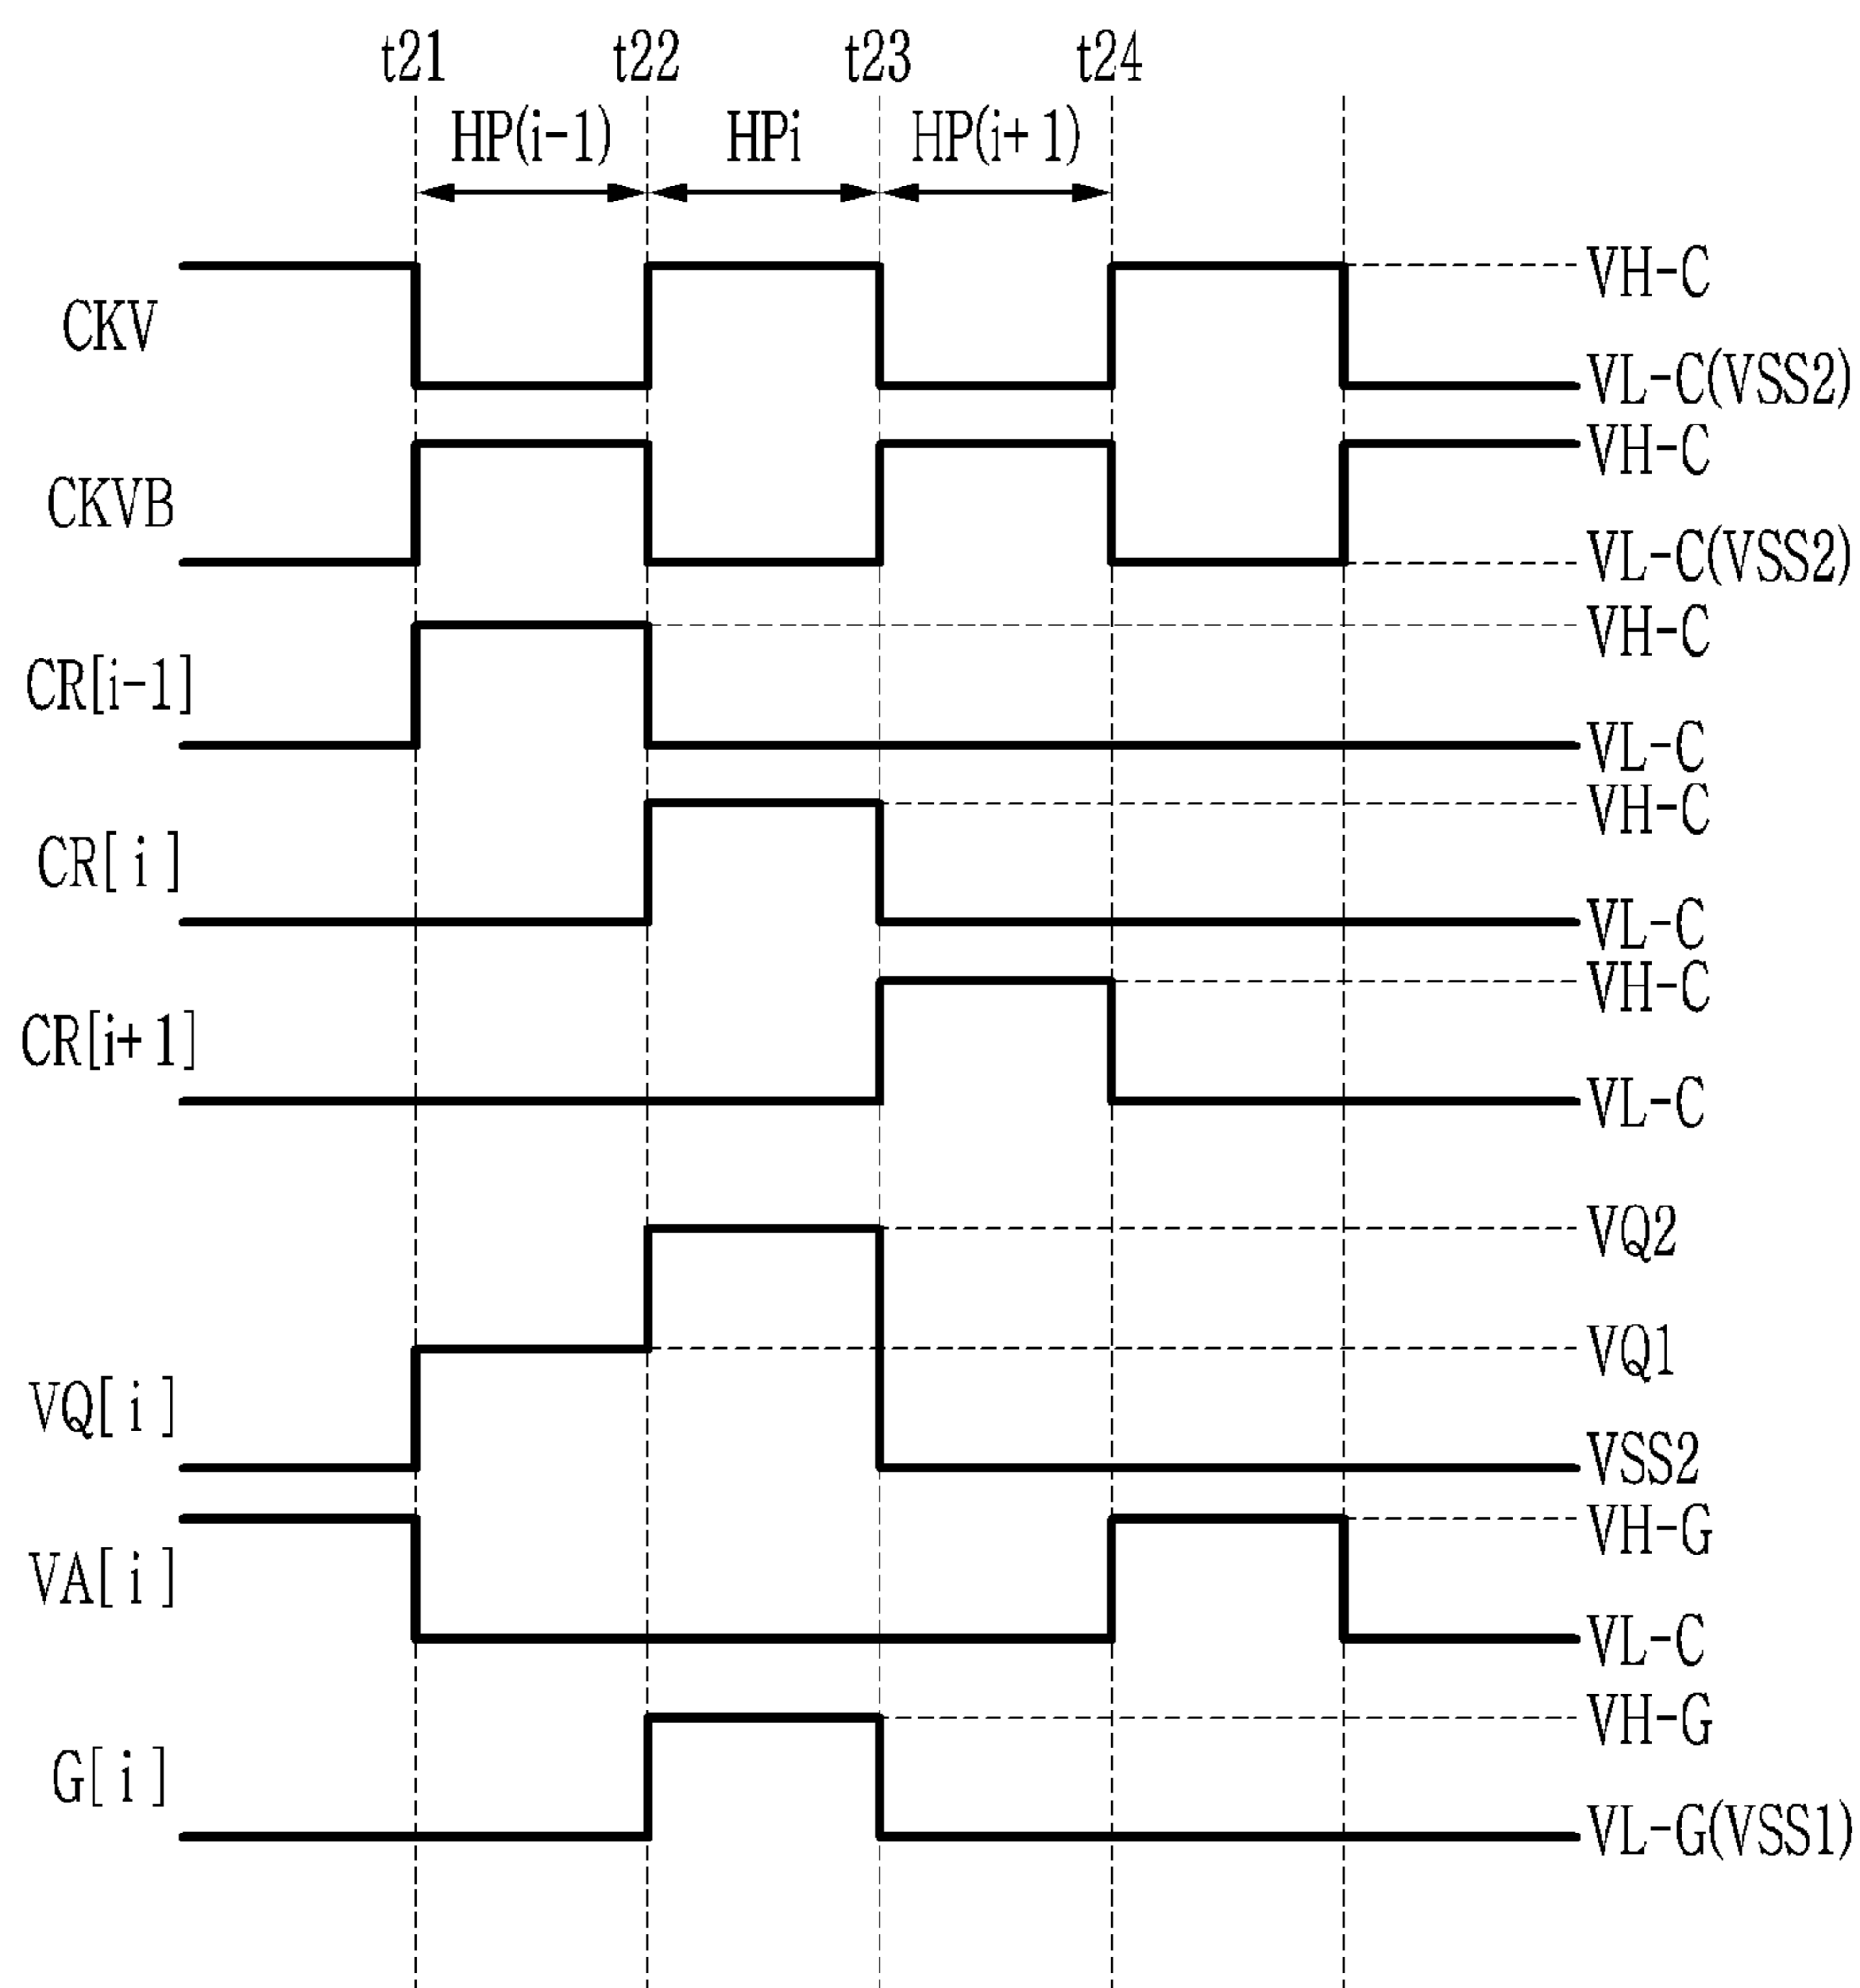 t21 t22 t23 t24
HP(i-1) HPi HP(i+1)
CKV
VH-C
VL-C(VSS2)
CKVB
VH-C
VL-C(VSS2)
CR[i-1]
VH-C
VL-C
CR[i]
VH-C
VL-C
CR[i+1]
VH-C
VL-C
VQ[i]
VQ2
VQ1
VSS2
VA[i]
VH-G
VL-C
G[i]
VH-G
VL-G(VSS1)